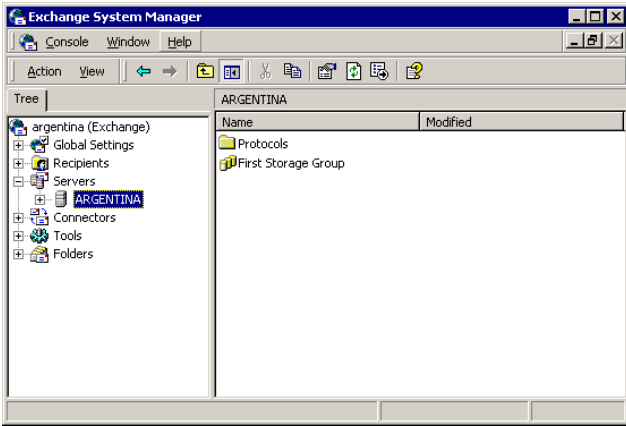 Exchange System Manager
Console Window Help
Action View
Tree
ARGENTINA
argentina (Exchange)
Global Settings
Recipients
Servers
ARGENTINA
Connectors
Tools
Folders
Name Modified
Protocols
First Storage Group